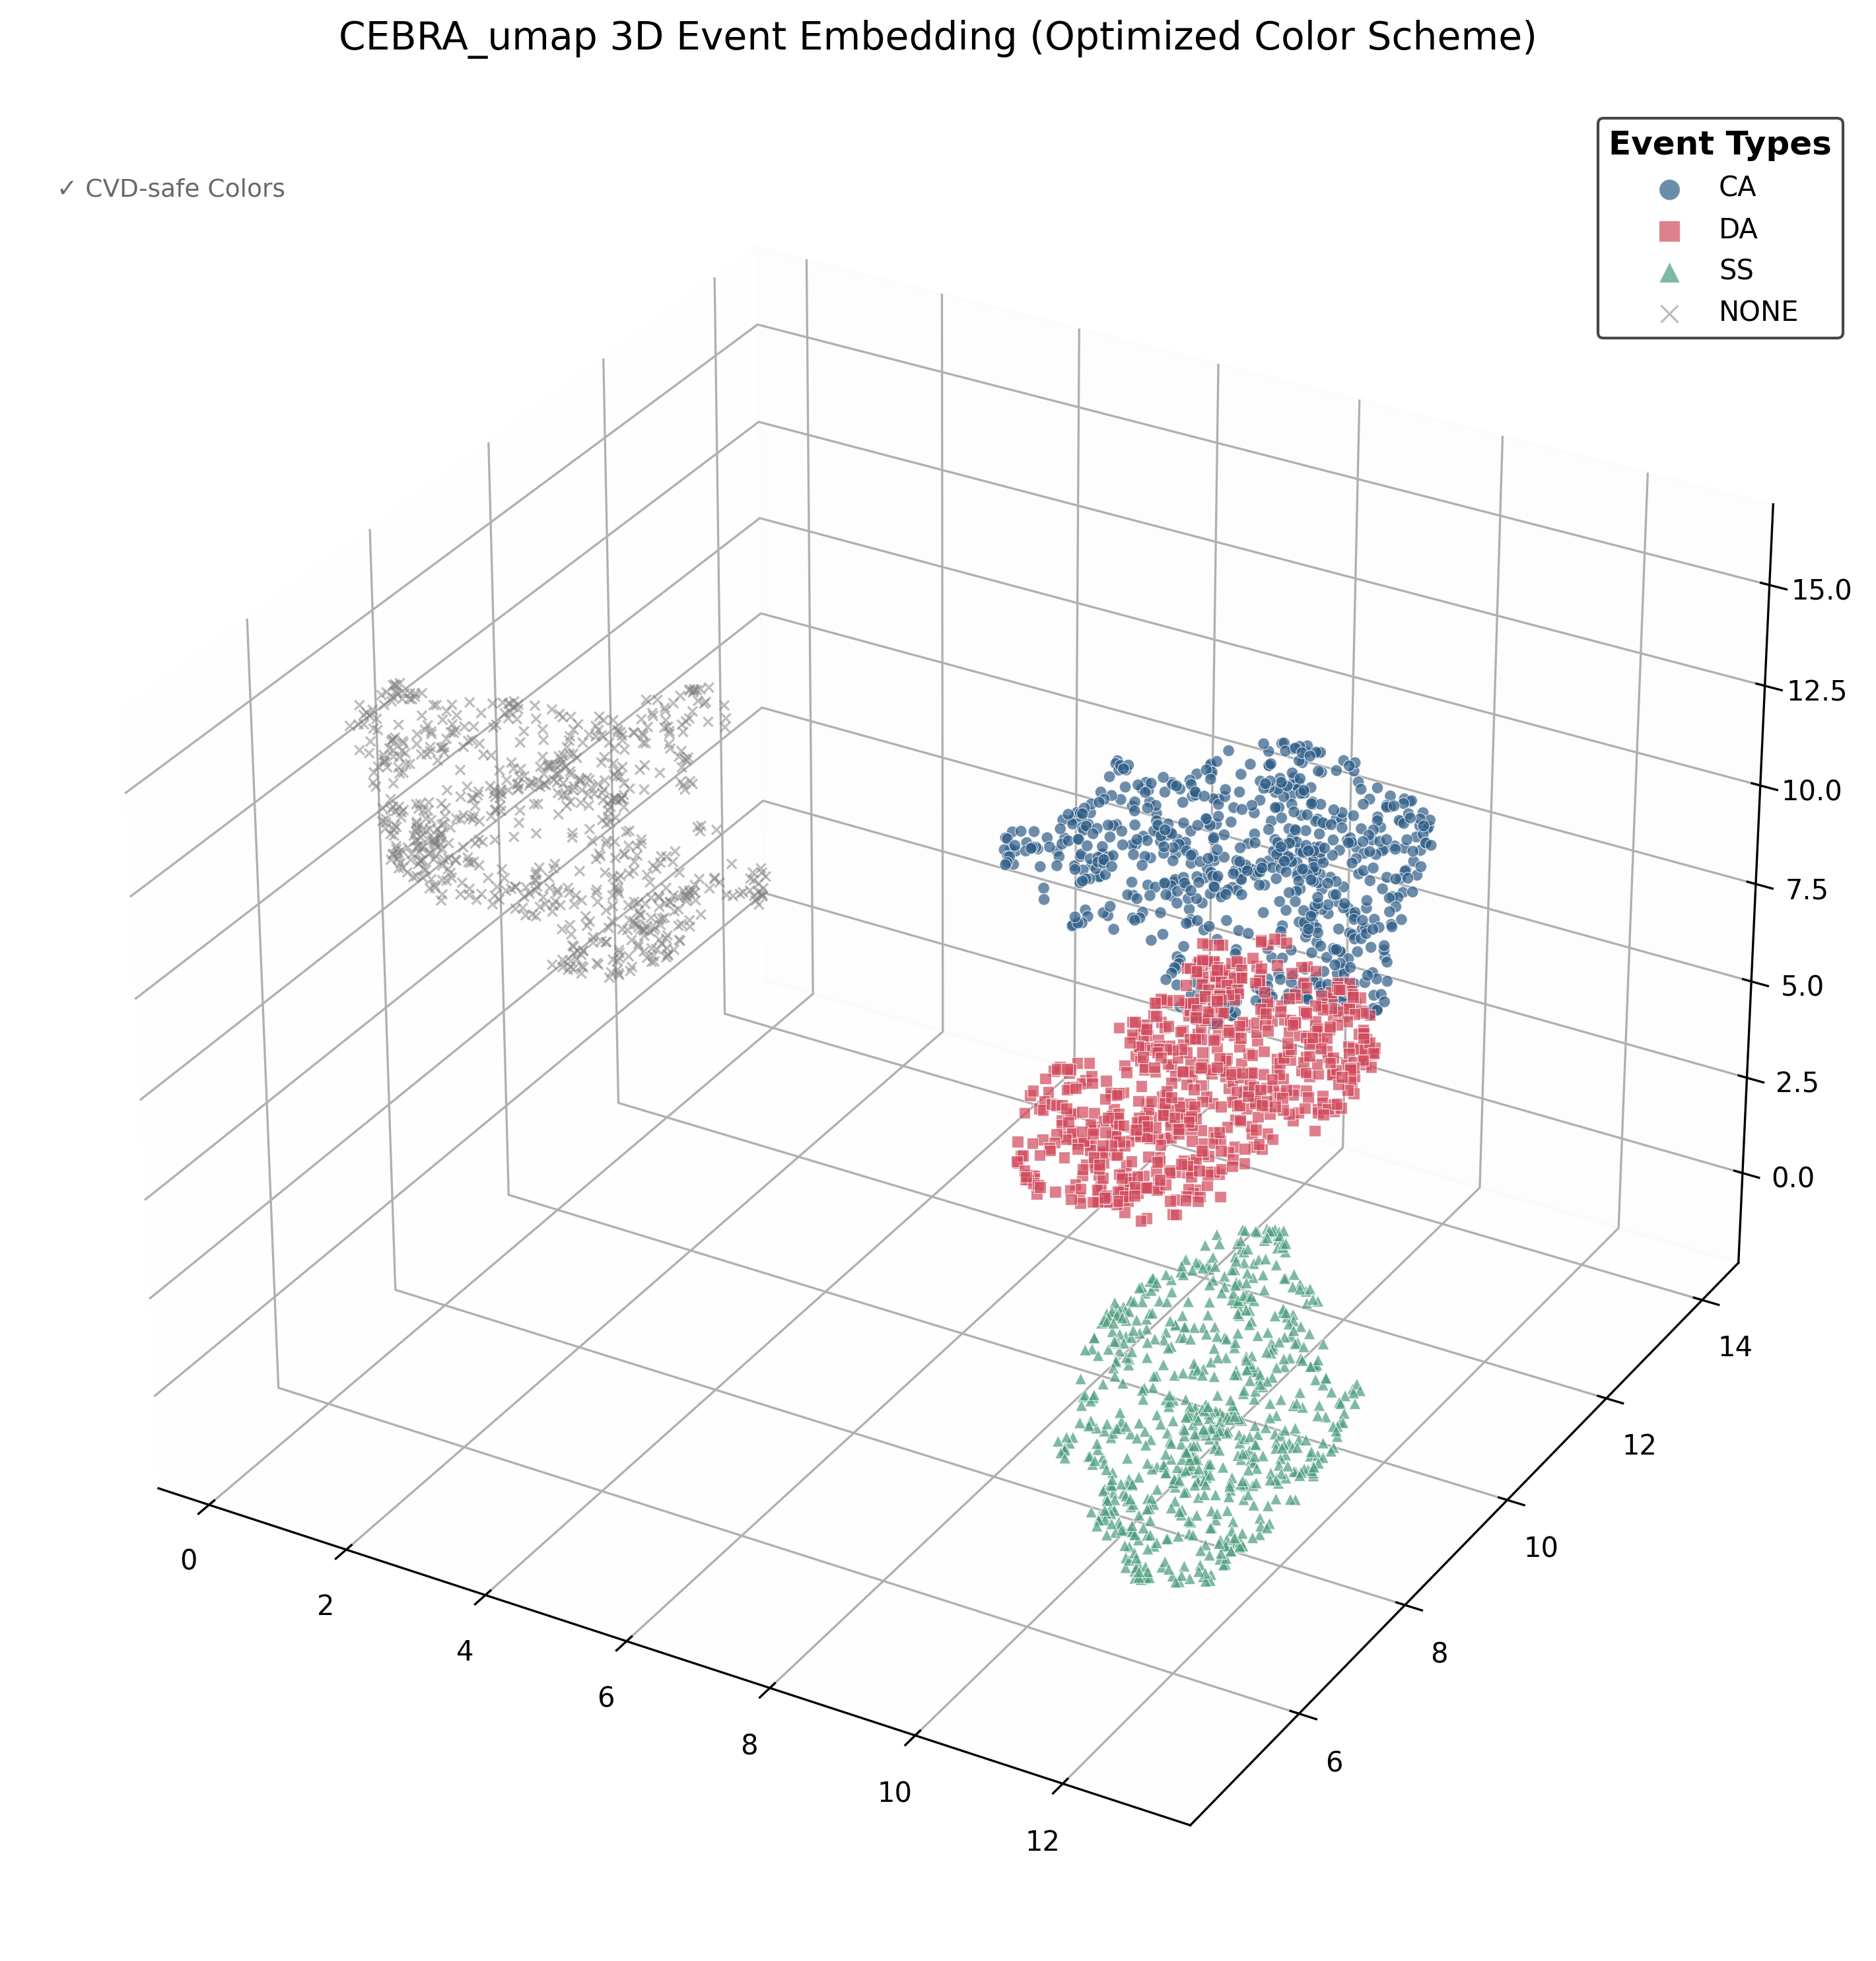 CEBRA_umap 3D Event Embedding (Optimized Color Scheme)
✓ CVD-safe Colors
Event Types
CA
DA
SS
NONE
15.0
12.5
10.0
7.5
5.0
2.5
0.0
14
12
10
8
6
0
2
4
6
8
10
12